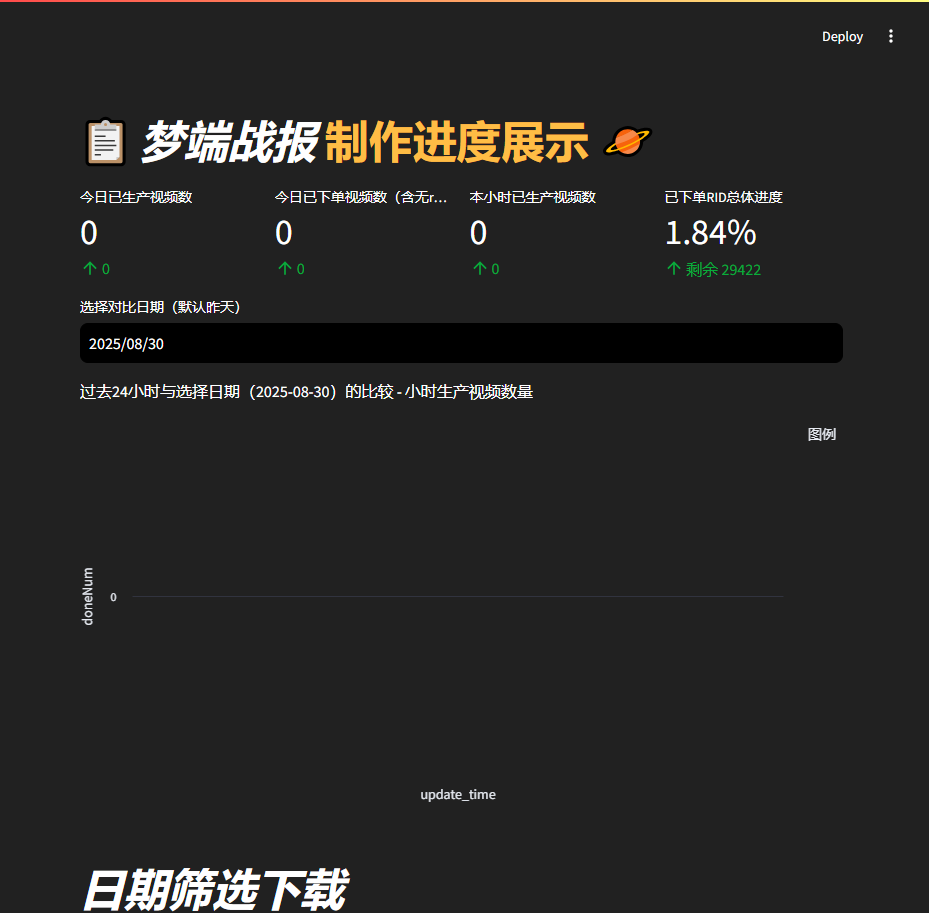 Deploy
梦端战报制作进度展示
今日已生产视频数
0
↑ 0
今日已下单视频数（含无r...
0
↑ 0
本小时已生产视频数
0
↑ 0
已下单RID总体进度
1.84%
↑ 剩余 29422
选择对比日期（默认昨天）
2025/08/30
过去24小时与选择日期（2025-08-30）的比较 - 小时生产视频数量
图例
doneNum
0
update_time
日期筛选下载